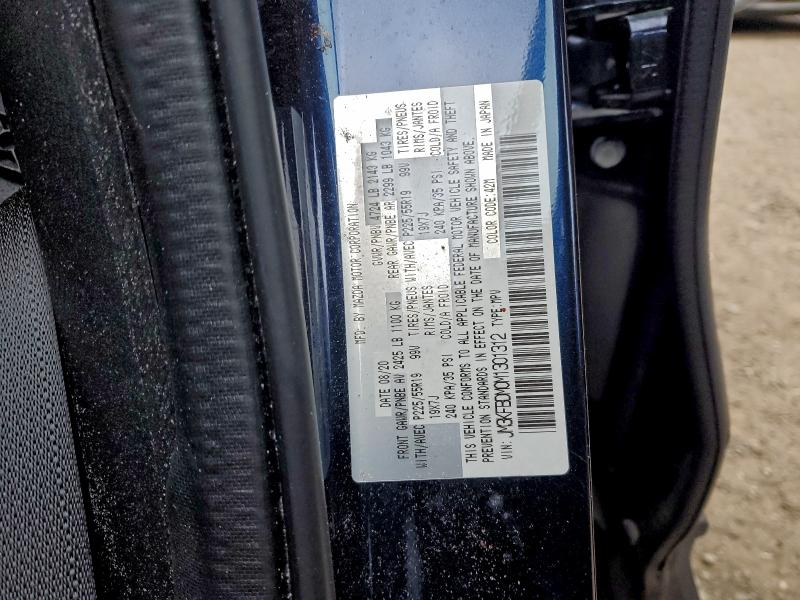 MFD. BY MAZDA MOTOR CORPORATION
DATE 08/20 GVWR/PNBV 4724 LB 2143 KG
FRONT GAWR/PNBE AV 2425 LB 1100 KG REAR GAWR/PNBE AR 2299 LB 1043 KG
WITH/AVEC P225/55R19 99V TIRES/PNEUS WITH/AVEC P225/55R19 99V TIRES/PNEUS
19X7J RIMS/JANTES 19X7J RIMS/JANTES
240 KPA/35 PSI COLD/A FROID 240 KPA/35 PSI COLD/A FROID
THIS VEHICLE CONFORMS TO ALL APPLICABLE FEDERAL MOTOR VEHICLE SAFETY AND THEFT
PREVENTION STANDARDS IN EFFECT ON THE DATE OF MANUFACTURE SHOWN ABOVE.
COLOR CODE:42M MADE IN JAPAN
VIN: JM3KFBDM0M1301312 TYPE:MPV